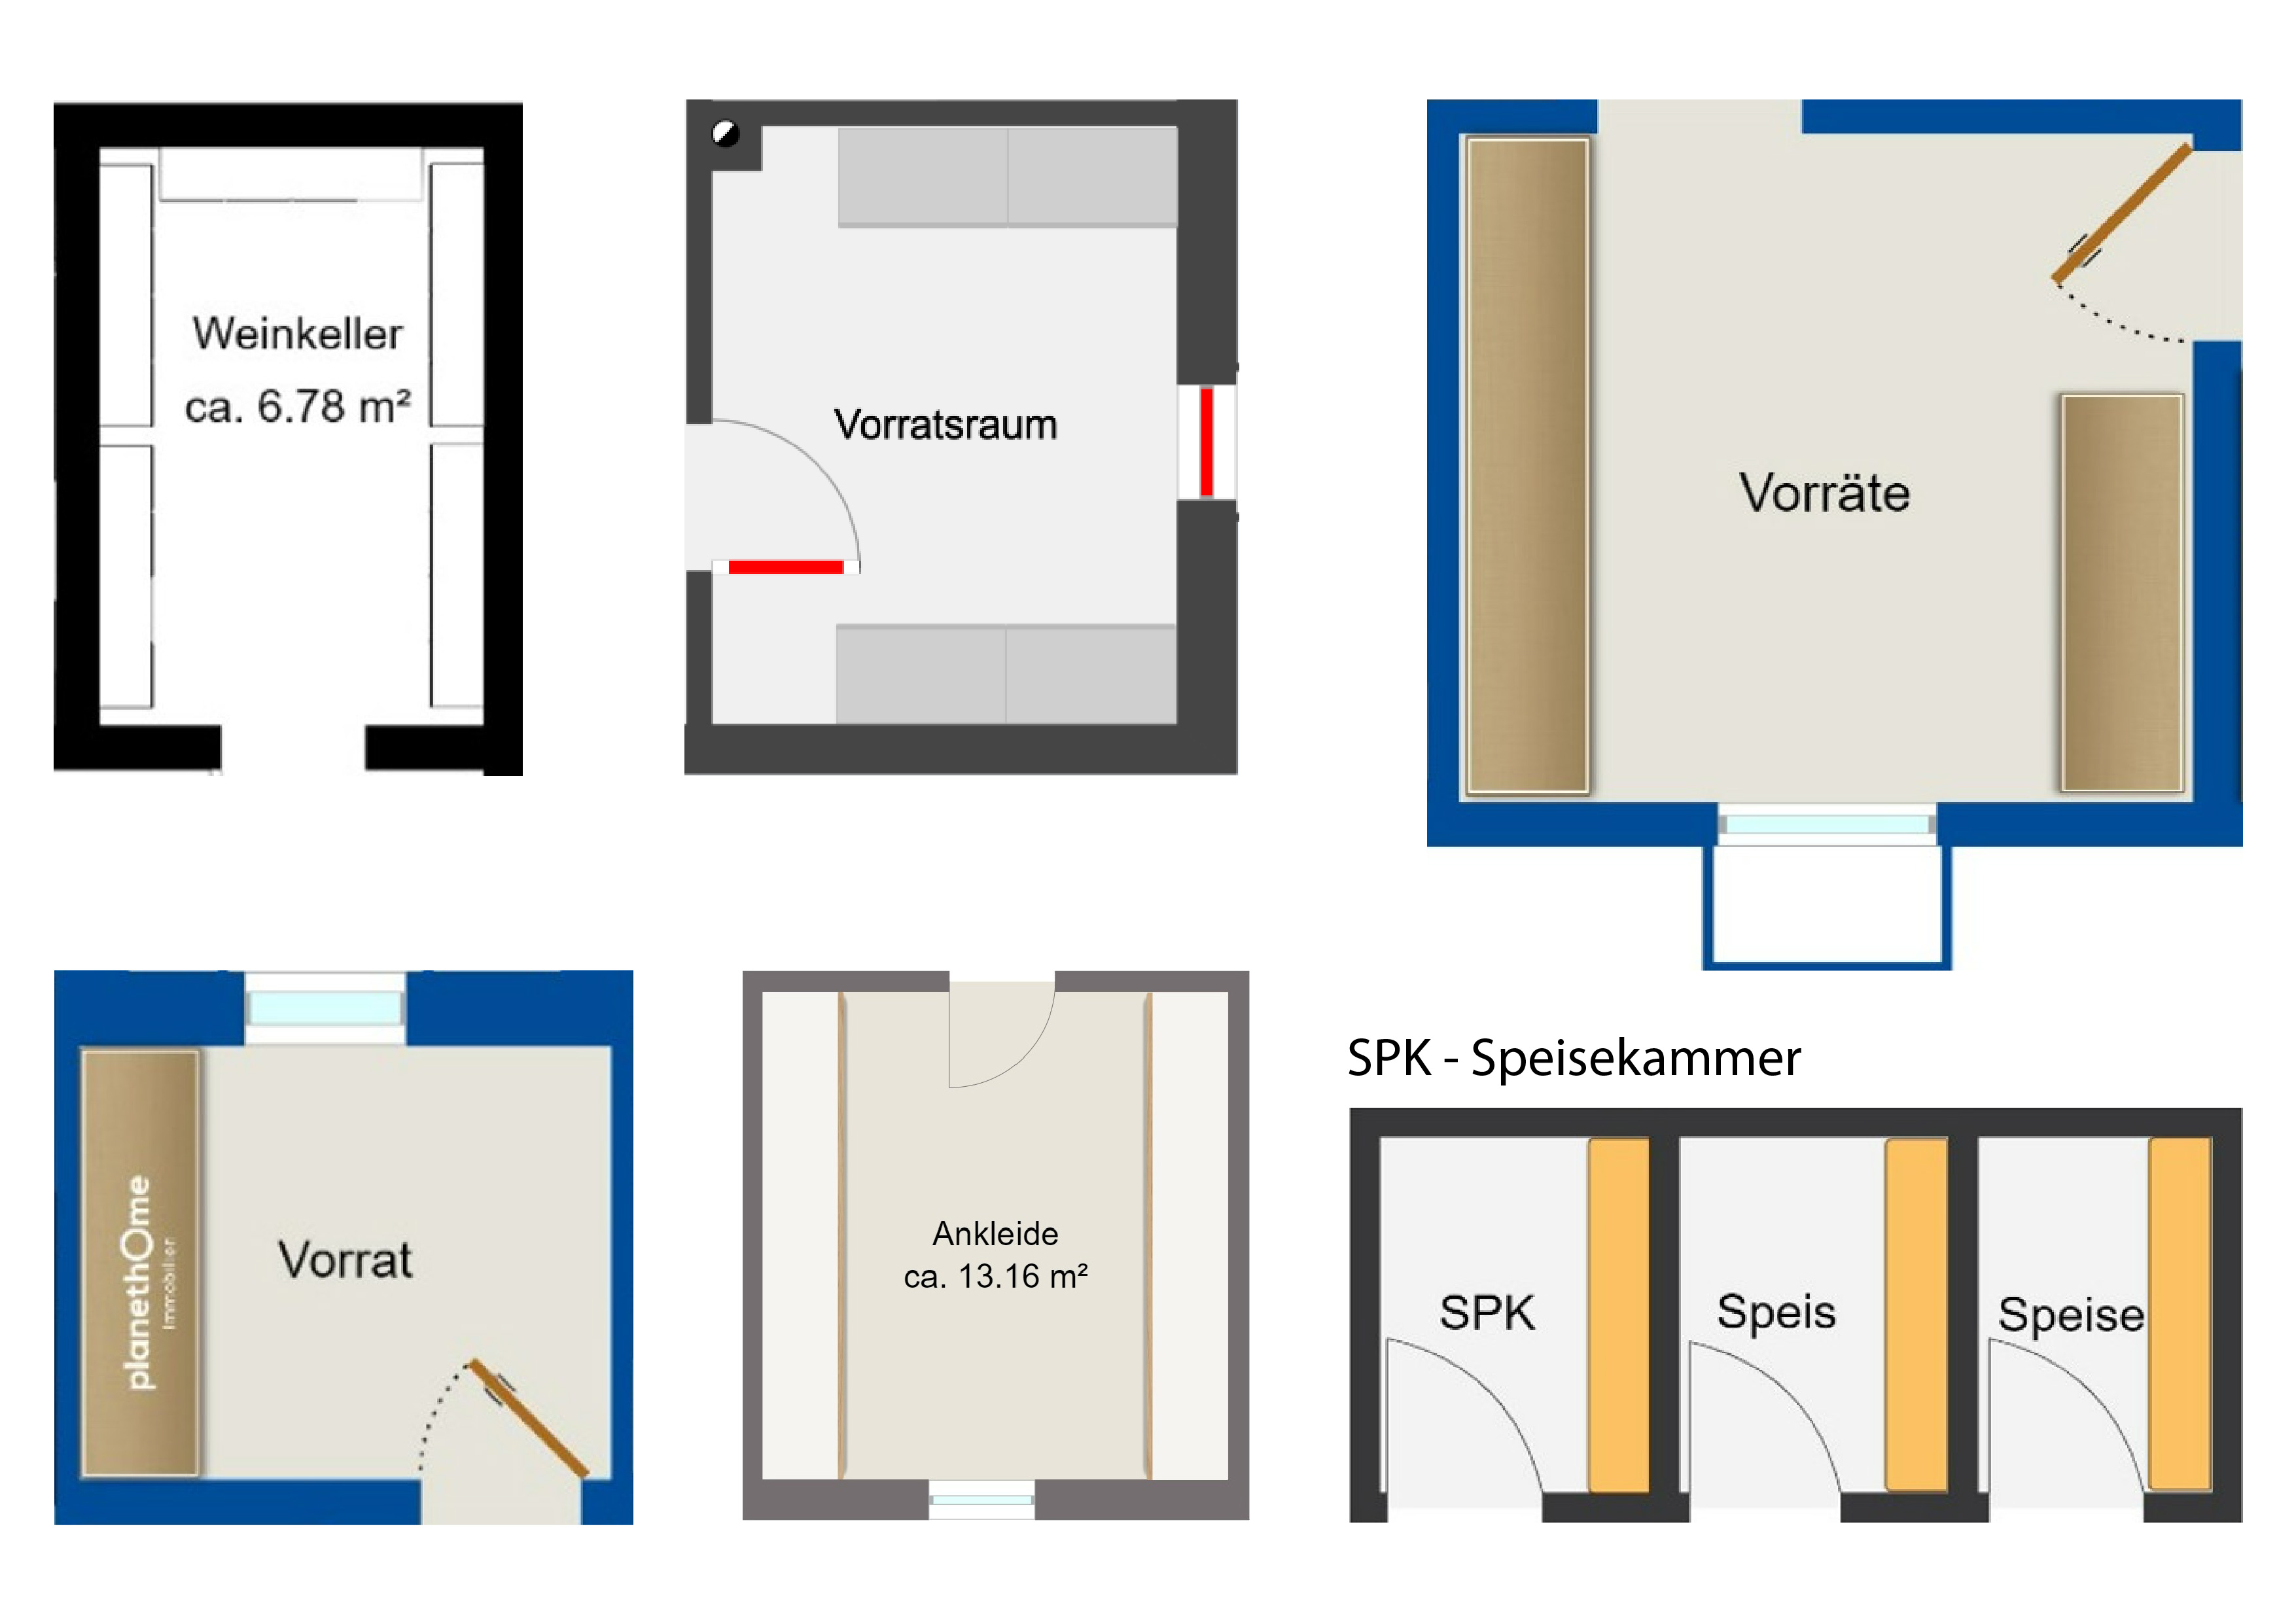 Weinkeller
ca. 6.78 m²
Vorratsraum
Vorräte
planethOme
Immobilien
Vorrat
Ankleide
ca. 13.16 m²
SPK - Speisekammer
SPK
Speis
Speise